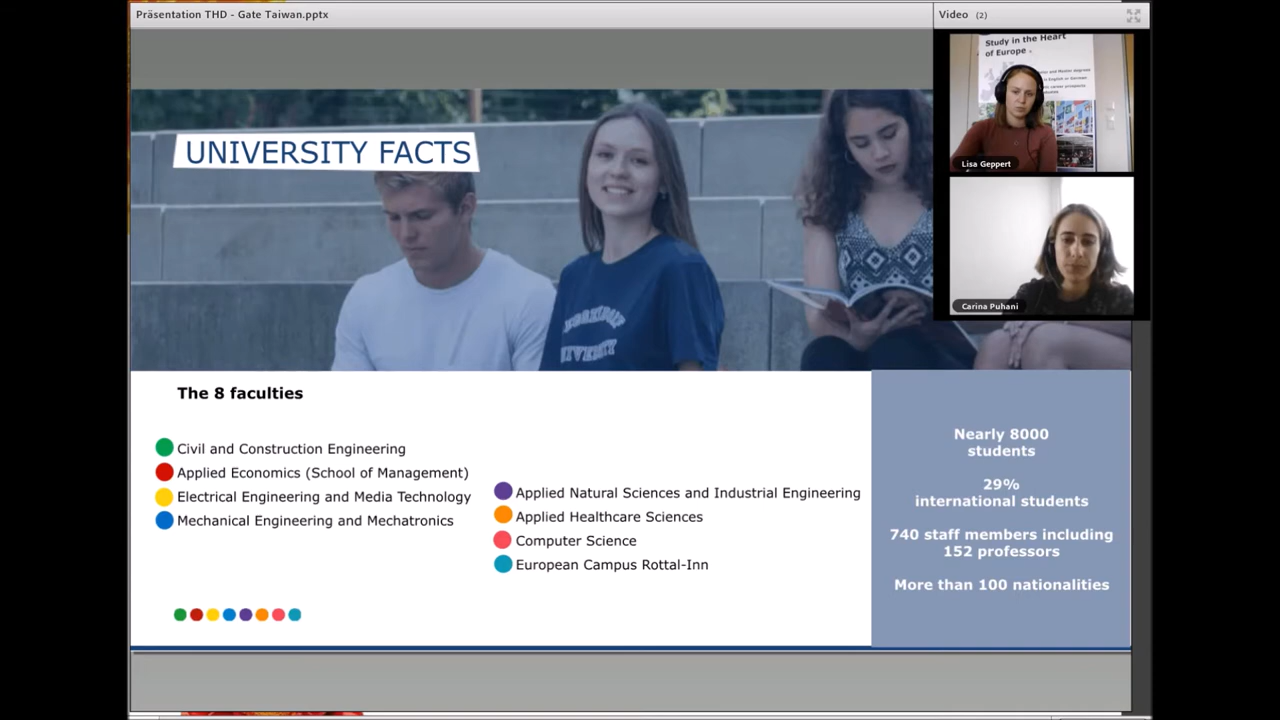 Präsentation THD - Gate Taiwan.pptx
Video (2)
Study in the Heart
of Europe
Lisa Geppert
Carina Puhani
UNIVERSITY FACTS
The 8 faculties
Civil and Construction Engineering
Applied Economics (School of Management)
Electrical Engineering and Media Technology
Mechanical Engineering and Mechatronics
Applied Natural Sciences and Industrial Engineering
Applied Healthcare Sciences
Computer Science
European Campus Rottal-Inn
Nearly 8000
students
29%
international students
740 staff members including
152 professors
More than 100 nationalities